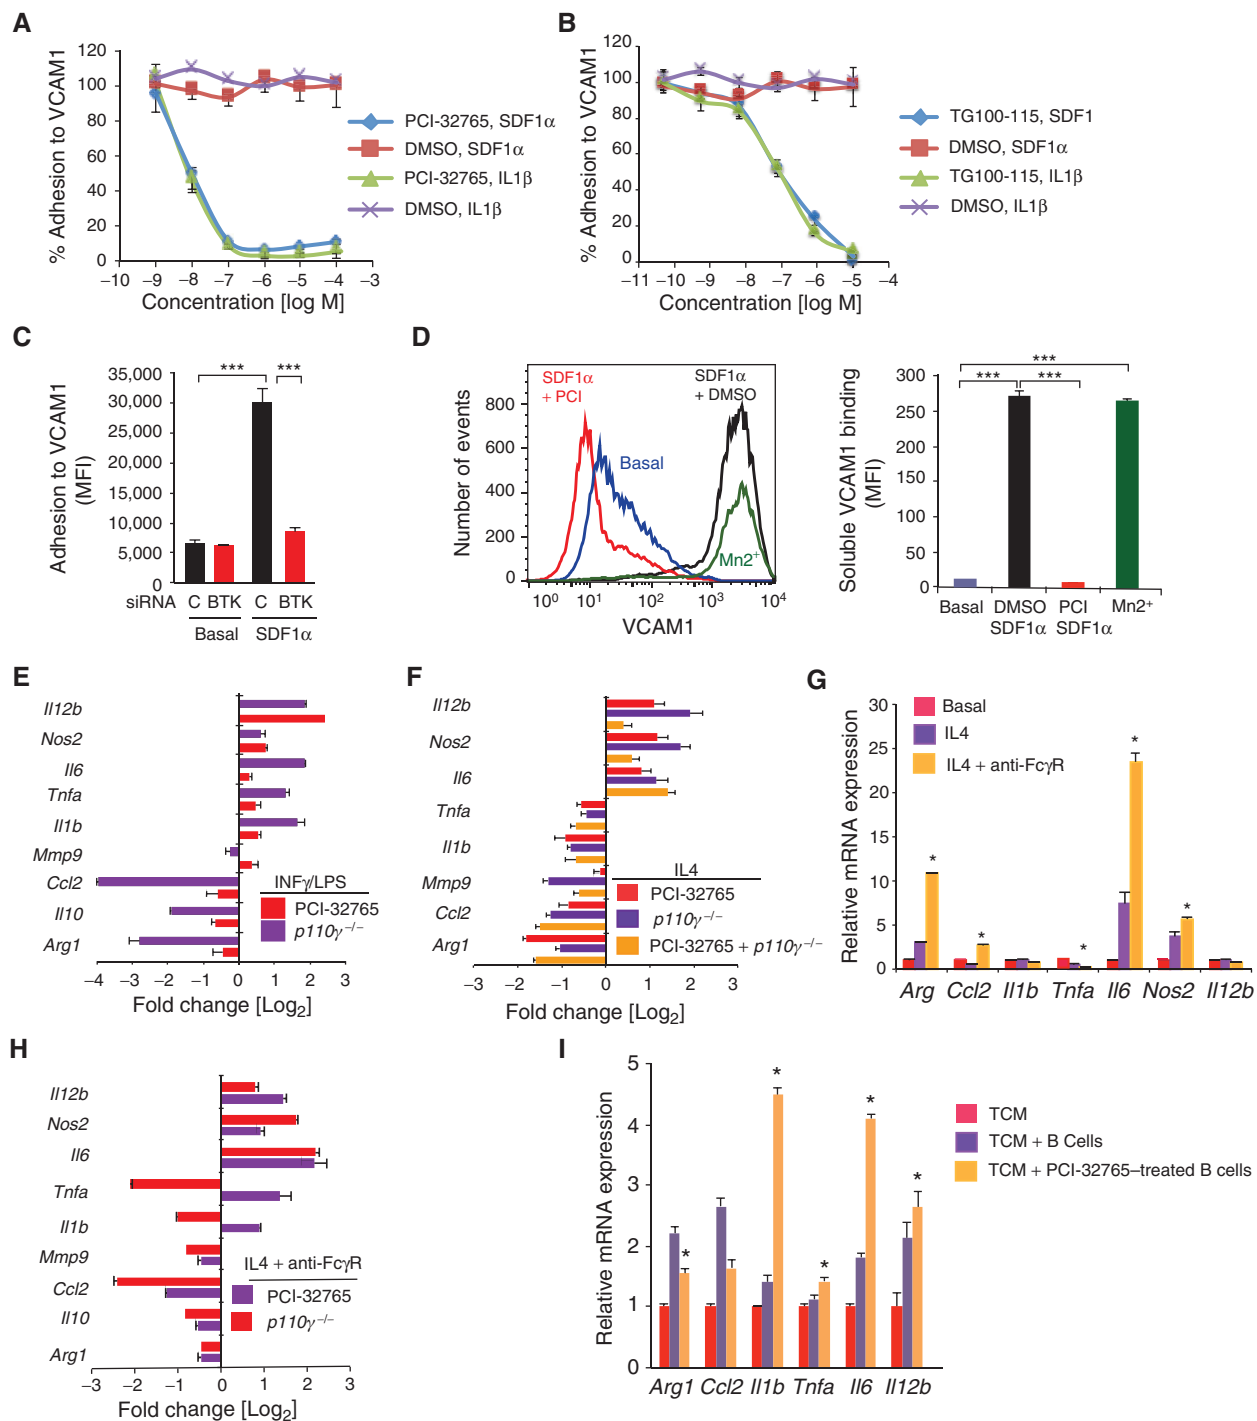 A
% Adhesion to VCAM1
120
100
80
60
40
20
0
−10 −9 −8 −7 −6 −5 −4 −3
Concentration [log M]
PCI-32765, SDF1α
DMSO, SDF1α
PCI-32765, IL1β
DMSO, IL1β
B
% Adhesion to VCAM1
120
100
80
60
40
20
0
−11 −10 −9 −8 −7 −6 −5 −4
Concentration [log M]
TG100-115, SDF1
DMSO, SDF1α
TG100-115, IL1β
DMSO, IL1β
C
Adhesion to VCAM1
(MFI)
35,000
30,000
25,000
20,000
15,000
10,000
5,000
0
*** ***
siRNA C BTK C BTK
Basal SDF1α
D
Number of events
800
600
400
200
0
SDF1α
+ PCI
SDF1α
+ DMSO
Basal
Mn2⁺
10⁰ 10¹ 10² 10³ 10⁴
VCAM1
Soluble VCAM1 binding
(MFI)
300
250
200
150
100
50
0
***
*** ***
Basal DMSO PCI Mn2⁺
SDF1α SDF1α
E
Il12b
Nos2
Il6
Tnfa
Il1b
Mmp9
Ccl2
Il10
Arg1
INFγ/LPS
PCI-32765
p110γ⁻/⁻
−4 −3 −2 −1 0 1 2 3
Fold change [Log₂]
F
Il12b
Nos2
Il6
Tnfa
Il1b
Mmp9
Ccl2
Arg1
IL4
PCI-32765
p110γ⁻/⁻
PCI-32765 + p110γ⁻/⁻
−3 −2 −1 0 1 2 3
Fold change [Log₂]
G
Relative mRNA expression
30
25
20
15
10
5
0
Basal
IL4
IL4 + anti-FcγR
* * * * *
Arg Ccl2 Il1b Tnfa Il6 Nos2 Il12b
H
Il12b
Nos2
Il6
Tnfa
Il1b
Mmp9
Ccl2
Il10
Arg1
IL4 + anti-FcγR
PCI-32765
p110γ⁻/⁻
−3 −2 −1 0 1 2 3
Fold change [Log₂]
I
Relative mRNA expression
5
4
3
2
1
0
* * * * *
Arg1 Ccl2 Il1b Tnfa Il6 Il12b
TCM
TCM + B Cells
TCM + PCI-32765–treated B cells